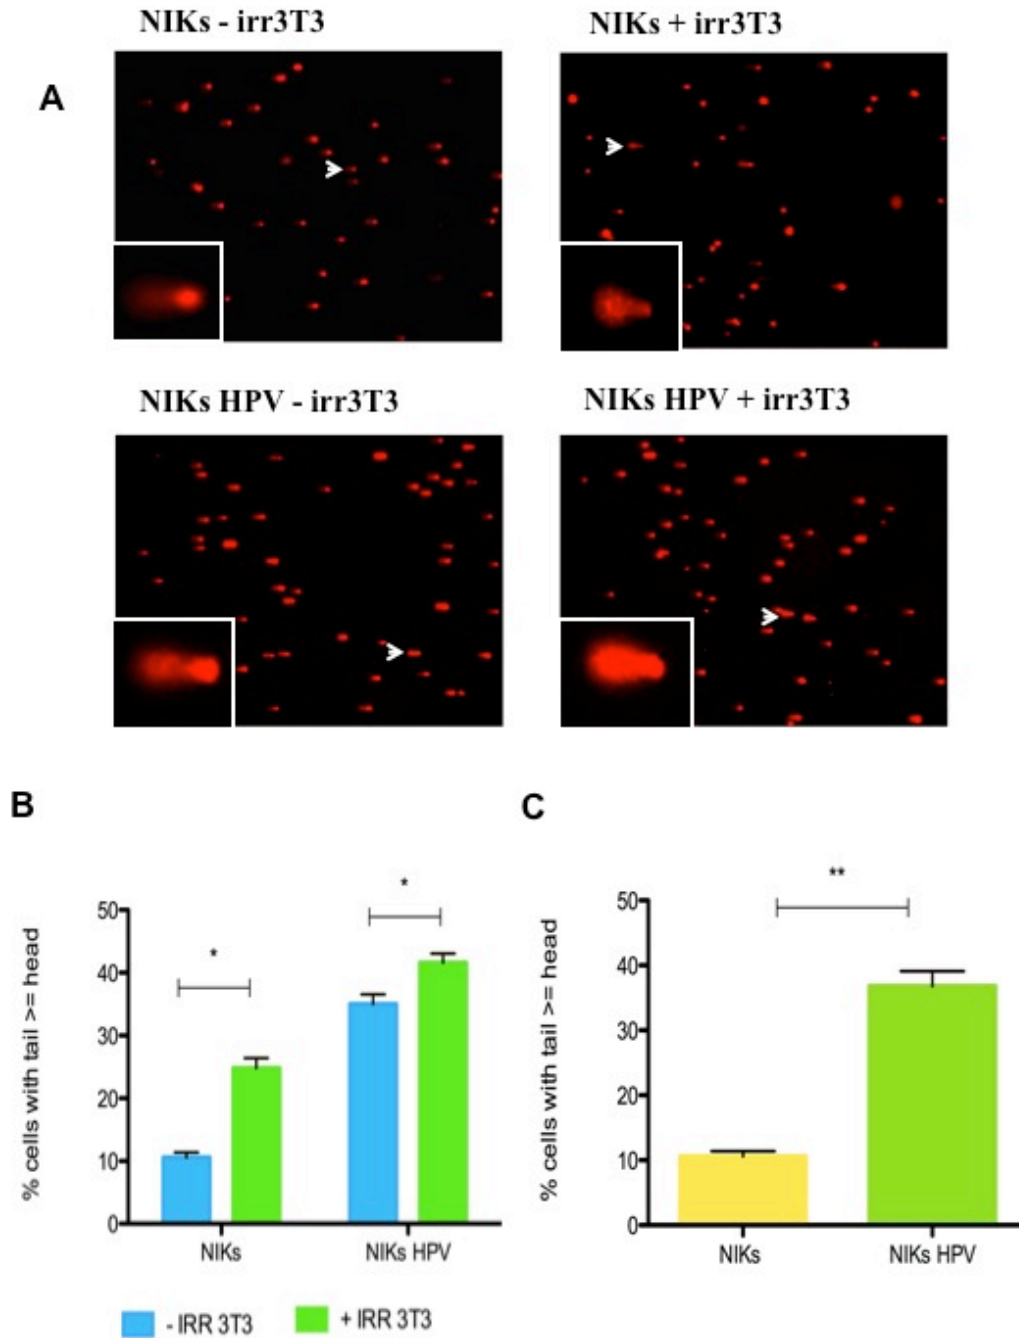 NIKs - irr3T3
NIKs + irr3T3
A
NIKs HPV - irr3T3
NIKs HPV + irr3T3
B
C
% cells with tail >= head
50
40
30
20
10
0
*
*
NIKs
NIKs HPV
- IRR 3T3
+ IRR 3T3
% cells with tail >= head
50
40
30
20
10
0
**
NIKs
NIKs HPV